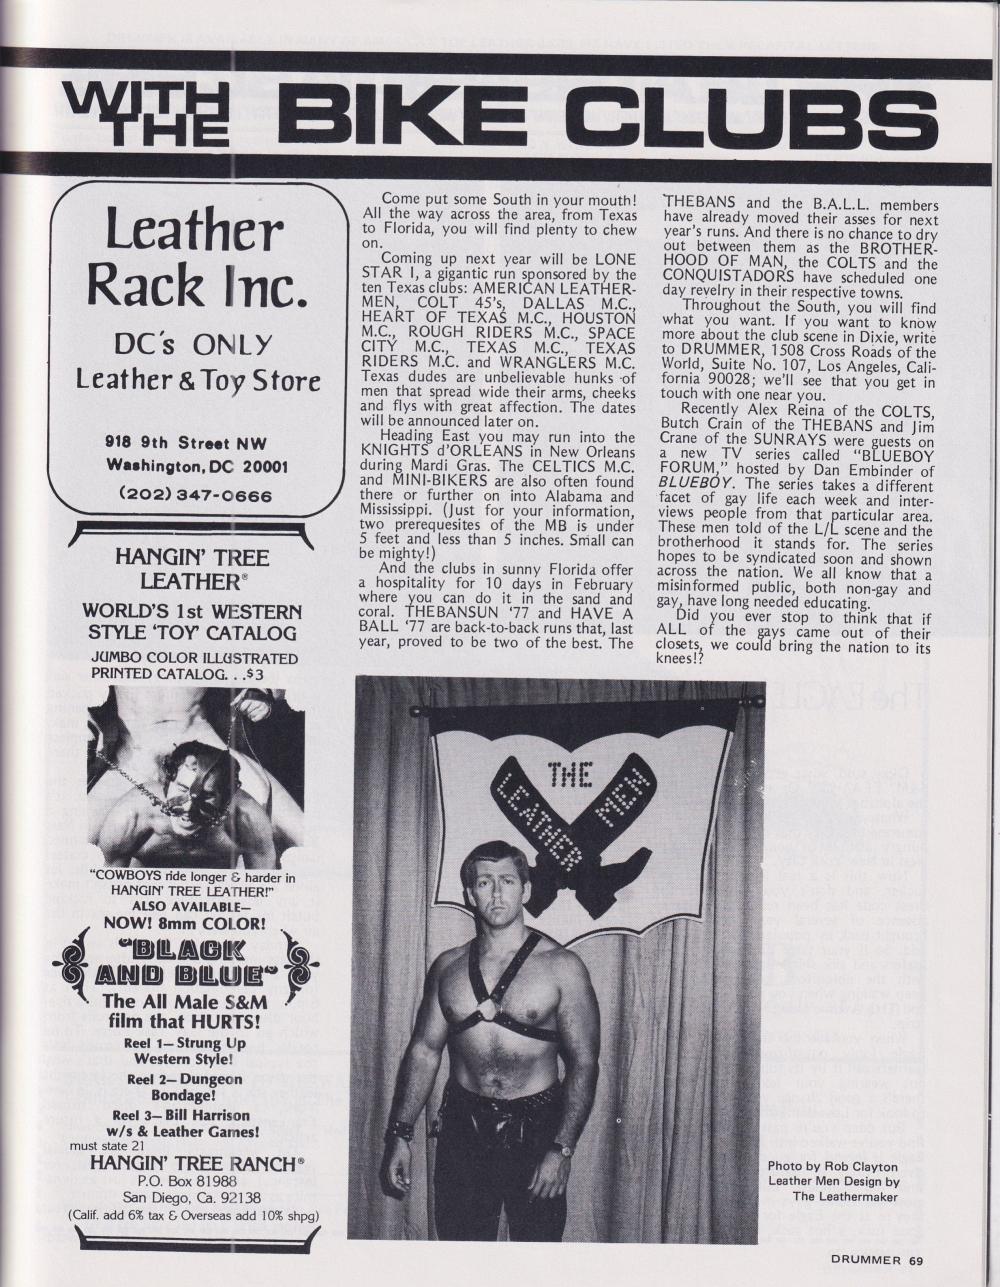 WITH
THE
BIKE CLUBS
Leather
Rack Inc.
DC's ONLY
Leather & Toy Store
918 9th Street NW
Washington, DC 20001
(202) 347-0666
HANGIN' TREE
LEATHER®
WORLD'S 1st WESTERN
STYLE 'TOY' CATALOG
JUMBO COLOR ILLUSTRATED
PRINTED CATALOG. . .$3
"COWBOYS ride longer & harder in
HANGIN' TREE LEATHER!"
ALSO AVAILABLE—
NOW! 8mm COLOR!
"BLACK
AND BLUE"
The All Male S&M
film that HURTS!
Reel 1—Strung Up
Western Style!
Reel 2—Dungeon
Bondage!
Reel 3—Bill Harrison
w/s & Leather Games!
must state 21
HANGIN' TREE RANCH®
P.O. Box 81988
San Diego, Ca. 92138
(Calif. add 6% tax & Overseas add 10% shpg)
Come put some South in your mouth!
All the way across the area, from Texas
to Florida, you will find plenty to chew
on.
Coming up next year will be LONE
STAR I, a gigantic run sponsored by the
ten Texas clubs: AMERICAN LEATHER-
MEN, COLT 45's, DALLAS M.C.,
HEART OF TEXAS M.C., HOUSTON
M.C., ROUGH RIDERS M.C., SPACE
CITY M.C., TEXAS M.C., TEXAS
RIDERS M.C. and WRANGLERS M.C.
Texas dudes are unbelievable hunks of
men that spread wide their arms, cheeks
and flys with great affection. The dates
will be announced later on.
Heading East you may run into the
KNIGHTS d'ORLEANS in New Orleans
during Mardi Gras. The CELTICS M.C.
and MINI-BIKERS are also often found
there or further on into Alabama and
Mississippi. (Just for your information,
two prerequesites of the MB is under
5 feet and less than 5 inches. Small can
be mighty!)
And the clubs in sunny Florida offer
a hospitality for 10 days in February
where you can do it in the sand and
coral. THEBANSUN '77 and HAVE A
BALL '77 are back-to-back runs that, last
year, proved to be two of the best. The
THEBANS and the B.A.L.L. members
have already moved their asses for next
year's runs. And there is no chance to dry
out between them as the BROTHER-
HOOD OF MAN, the COLTS and the
CONQUISTADORS have scheduled one
day revelry in their respective towns.
Throughout the South, you will find
what you want. If you want to know
more about the club scene in Dixie, write
to DRUMMER, 1508 Cross Roads of the
World, Suite No. 107, Los Angeles, Cali-
fornia 90028; we'll see that you get in
touch with one near you.
Recently Alex Reina of the COLTS,
Butch Crain of the THEBANS and Jim
Crane of the SUNRAYS were guests on
a new TV series called "BLUEBOY
FORUM," hosted by Dan Embinder of
BLUEBOY. The series takes a different
facet of gay life each week and inter-
views people from that particular area.
These men told of the L/L scene and the
brotherhood it stands for. The series
hopes to be syndicated soon and shown
across the nation. We all know that a
misinformed public, both non-gay and
gay, have long needed educating.
Did you ever stop to think that if
ALL of the gays came out of their
closets, we could bring the nation to its
knees!?
THE
LEATHER MEN
Photo by Rob Clayton
Leather Men Design by
The Leathermaker
DRUMMER 69